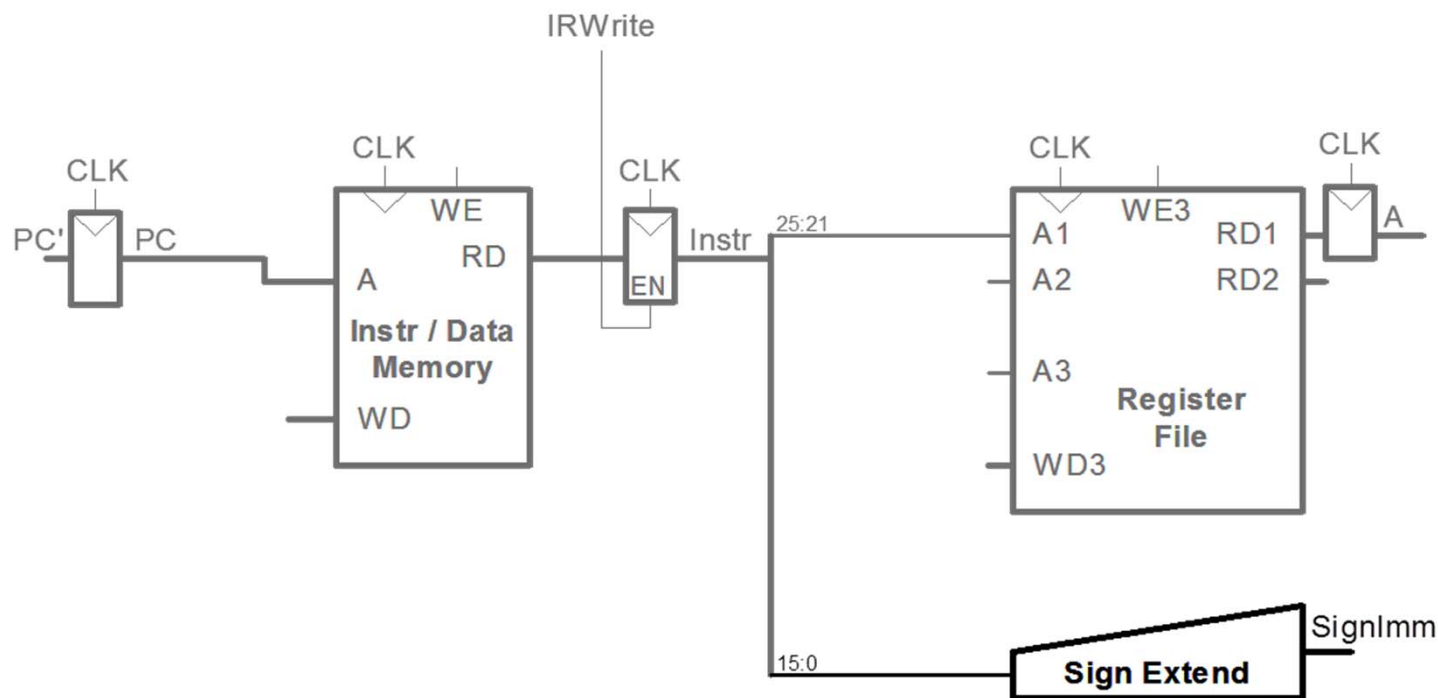 IRWrite
CLK
CLK
CLK
CLK
CLK
PC'
PC
WE
RD
A
Instr / Data
Memory
WD
EN
Instr
25:21
A1
WE3
RD1
A
A2
RD2
A3
Register
File
WD3
15:0
Sign Extend
SignImm